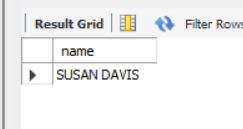 Result Grid Filter Rows
name
SUSAN DAVIS